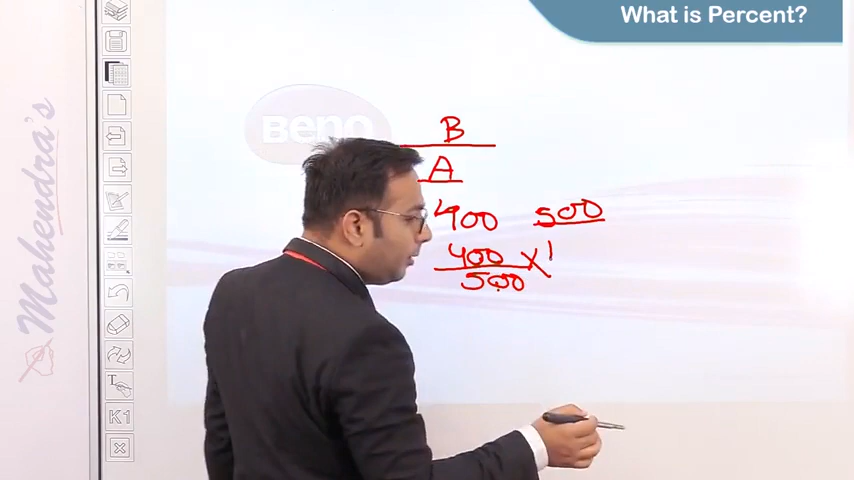 What is Percent?
Mahendra's
BenQ
B
A
400 500
400 × 1
500
T
K1